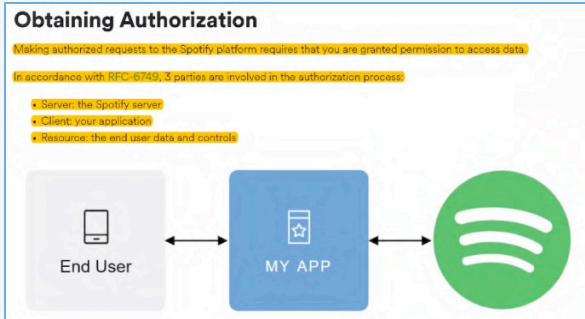 Obtaining Authorization
Making authorized requests to the Spotify platform requires that you are granted permission to access data.
In accordance with RFC-6749, 3 parties are involved in the authorization process:
• Server: the Spotify server
• Client: your application
• Resource: the end user data and controls
End User
MY APP